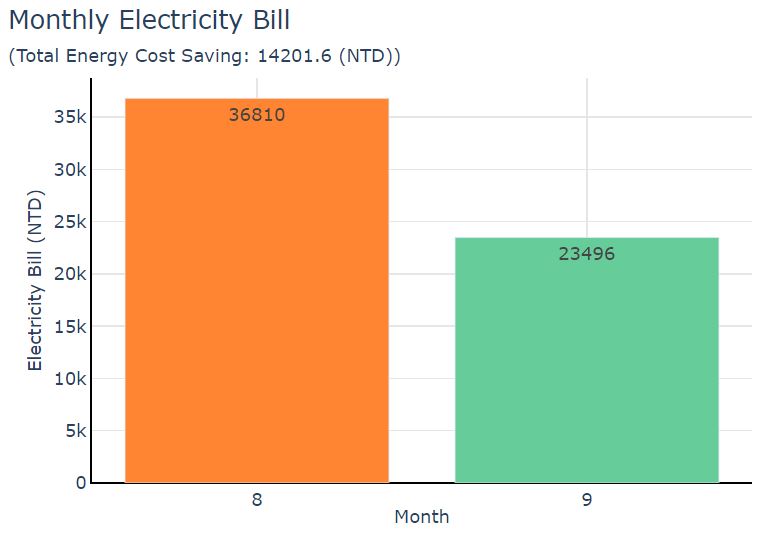 Monthly Electricity Bill
(Total Energy Cost Saving: 14201.6 (NTD))
Electricity Bill (NTD)
35k
30k
25k
20k
15k
10k
5k
0
36810
23496
8
9
Month